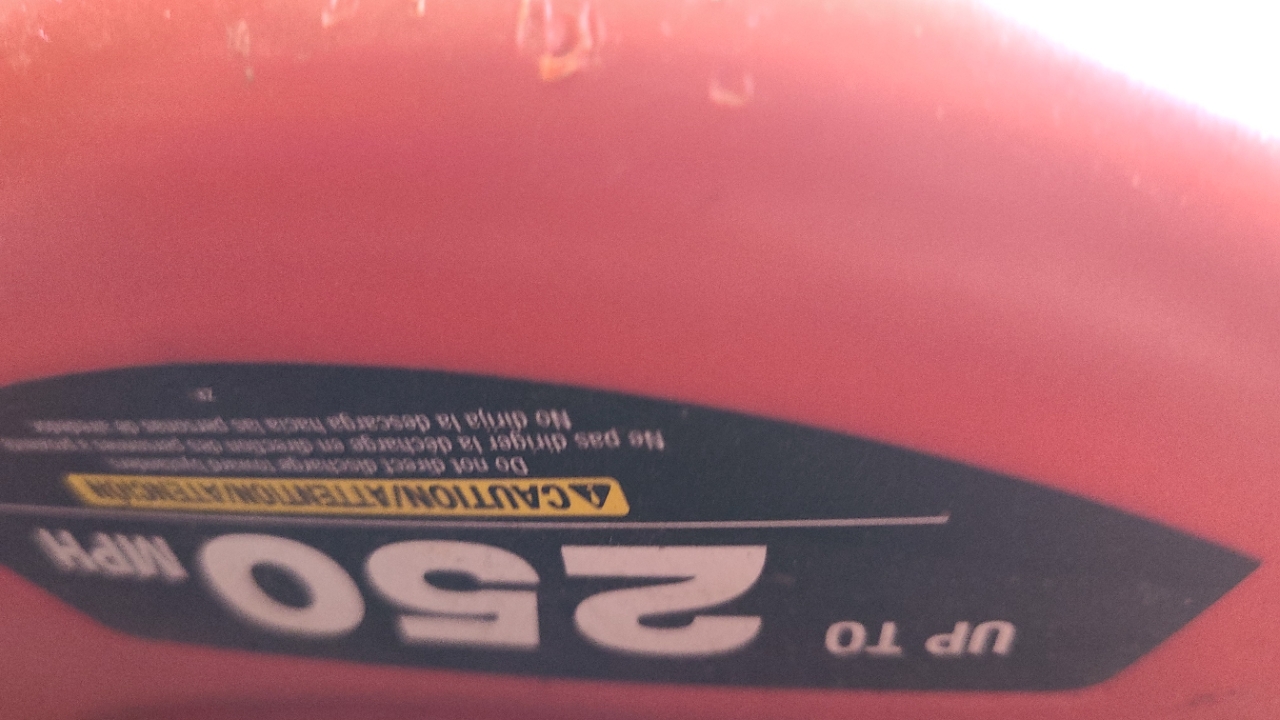 UP TO 250 MPH
CAUTION/ATTENTION/ATENCIÓN
Do not direct discharge toward bystanders.
Ne pas diriger la décharge en direction des personnes
No dirija la descarga hacia las personas